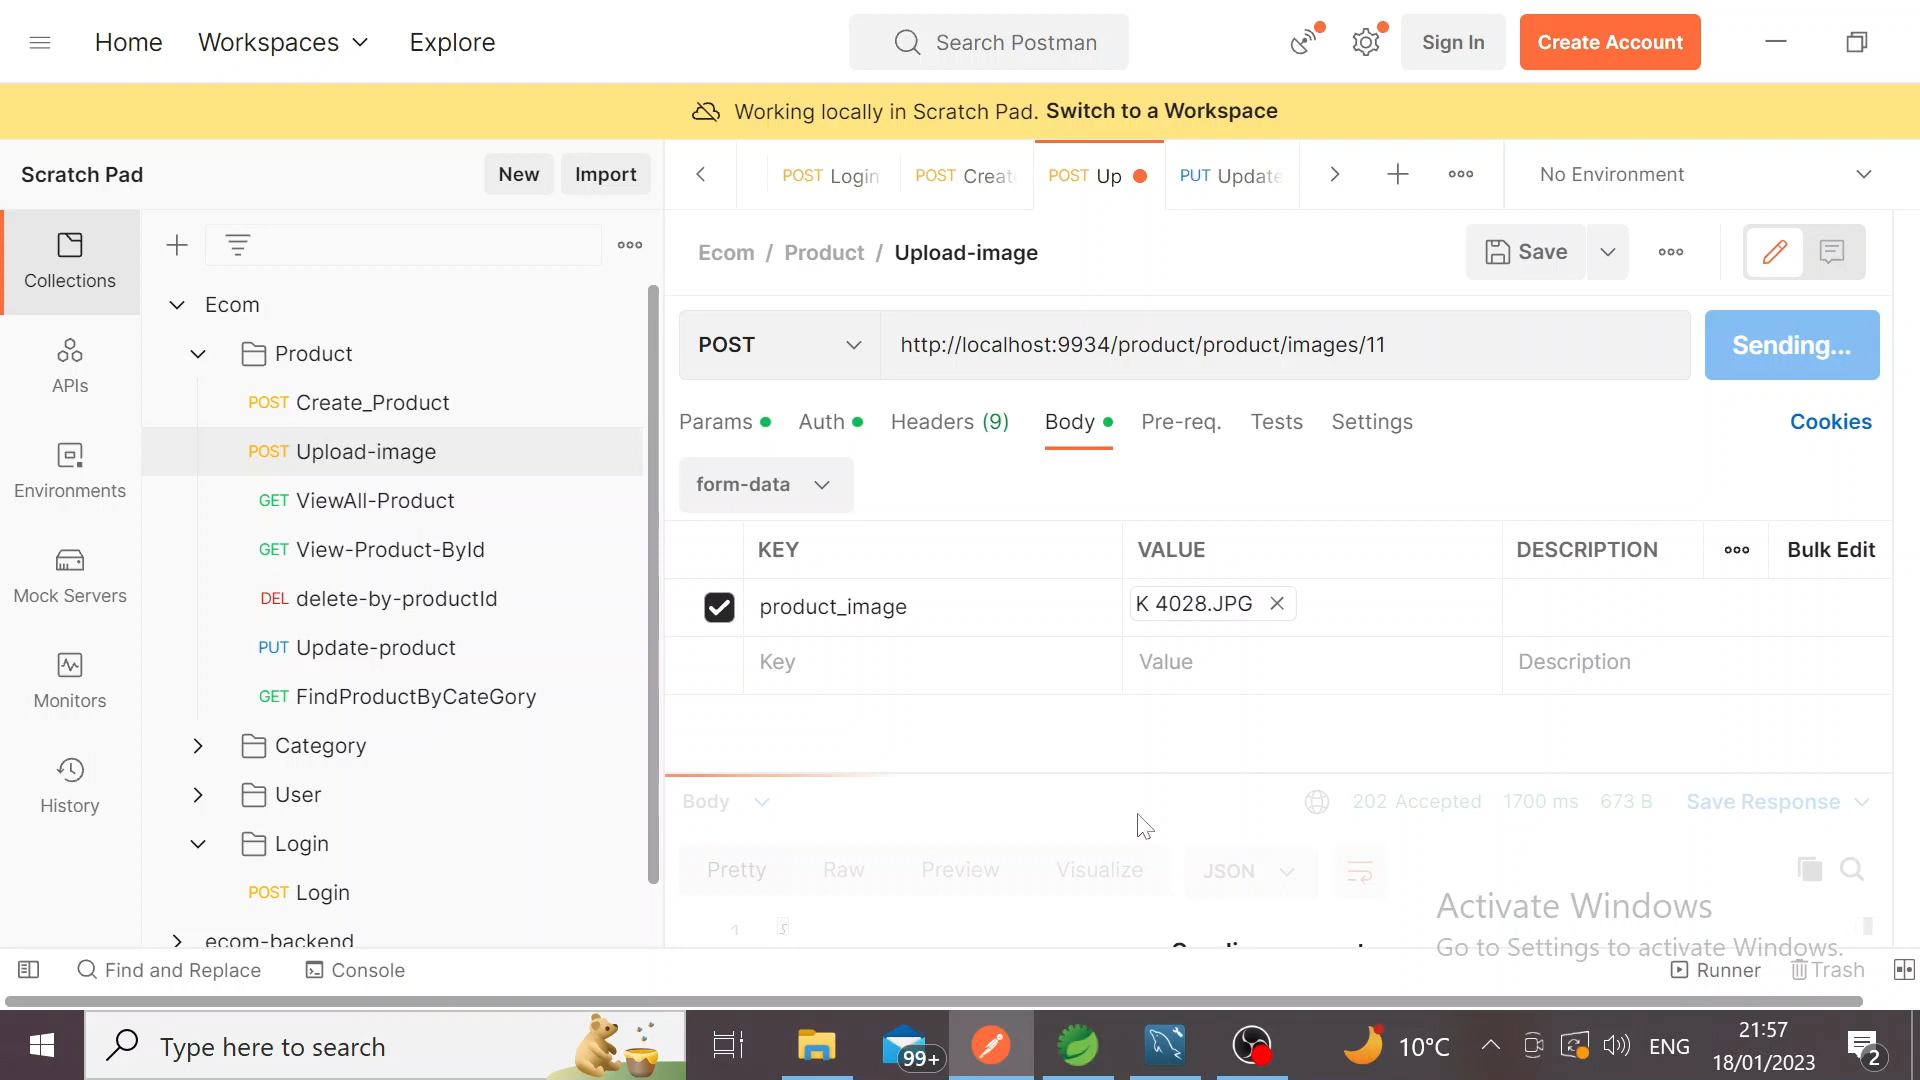 Home Workspaces Explore
Search Postman
Sign In
Create Account
Working locally in Scratch Pad. Switch to a Workspace
Scratch Pad
New
Import
POST Login
POST Creat
POST Up
PUT Update
No Environment
Collections
APIs
Environments
Mock Servers
Monitors
History
Ecom
Product
POST Create_Product
POST Upload-image
GET ViewAll-Product
GET View-Product-ById
DEL delete-by-productId
PUT Update-product
GET FindProductByCateGory
Category
User
Login
POST Login
ecom-backend
Ecom / Product / Upload-image
Save
POST
http://localhost:9934/product/product/images/11
Sending...
Params Auth Headers (9) Body Pre-req. Tests Settings
Cookies
form-data
KEY VALUE DESCRIPTION Bulk Edit
product_image K 4028.JPG
Key Value Description
Body
202 Accepted 1700 ms 673 B Save Response
Pretty Raw Preview Visualize JSON
1
Activate Windows
Go to Settings to activate Windows.
Find and Replace
Console
Runner
Trash
Type here to search
99+
10°C
ENG
21:57
18/01/2023
2